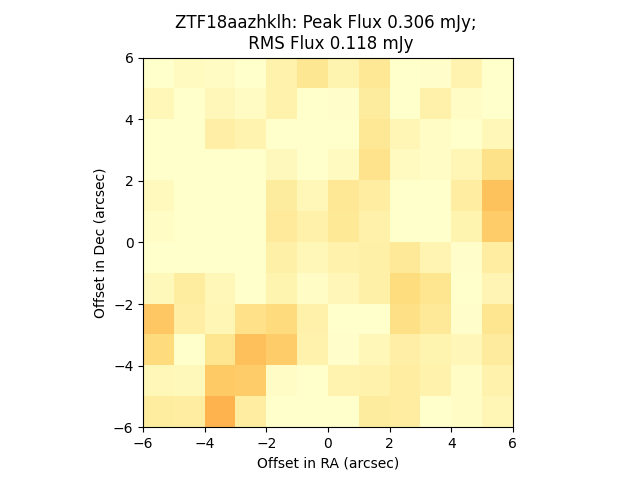 ZTF18aazhklh: Peak Flux 0.306 mJy;
RMS Flux 0.118 mJy
6
4
2
0
−2
−4
−6
Offset in Dec (arcsec)
−6 −4 −2 0 2 4 6
Offset in RA (arcsec)